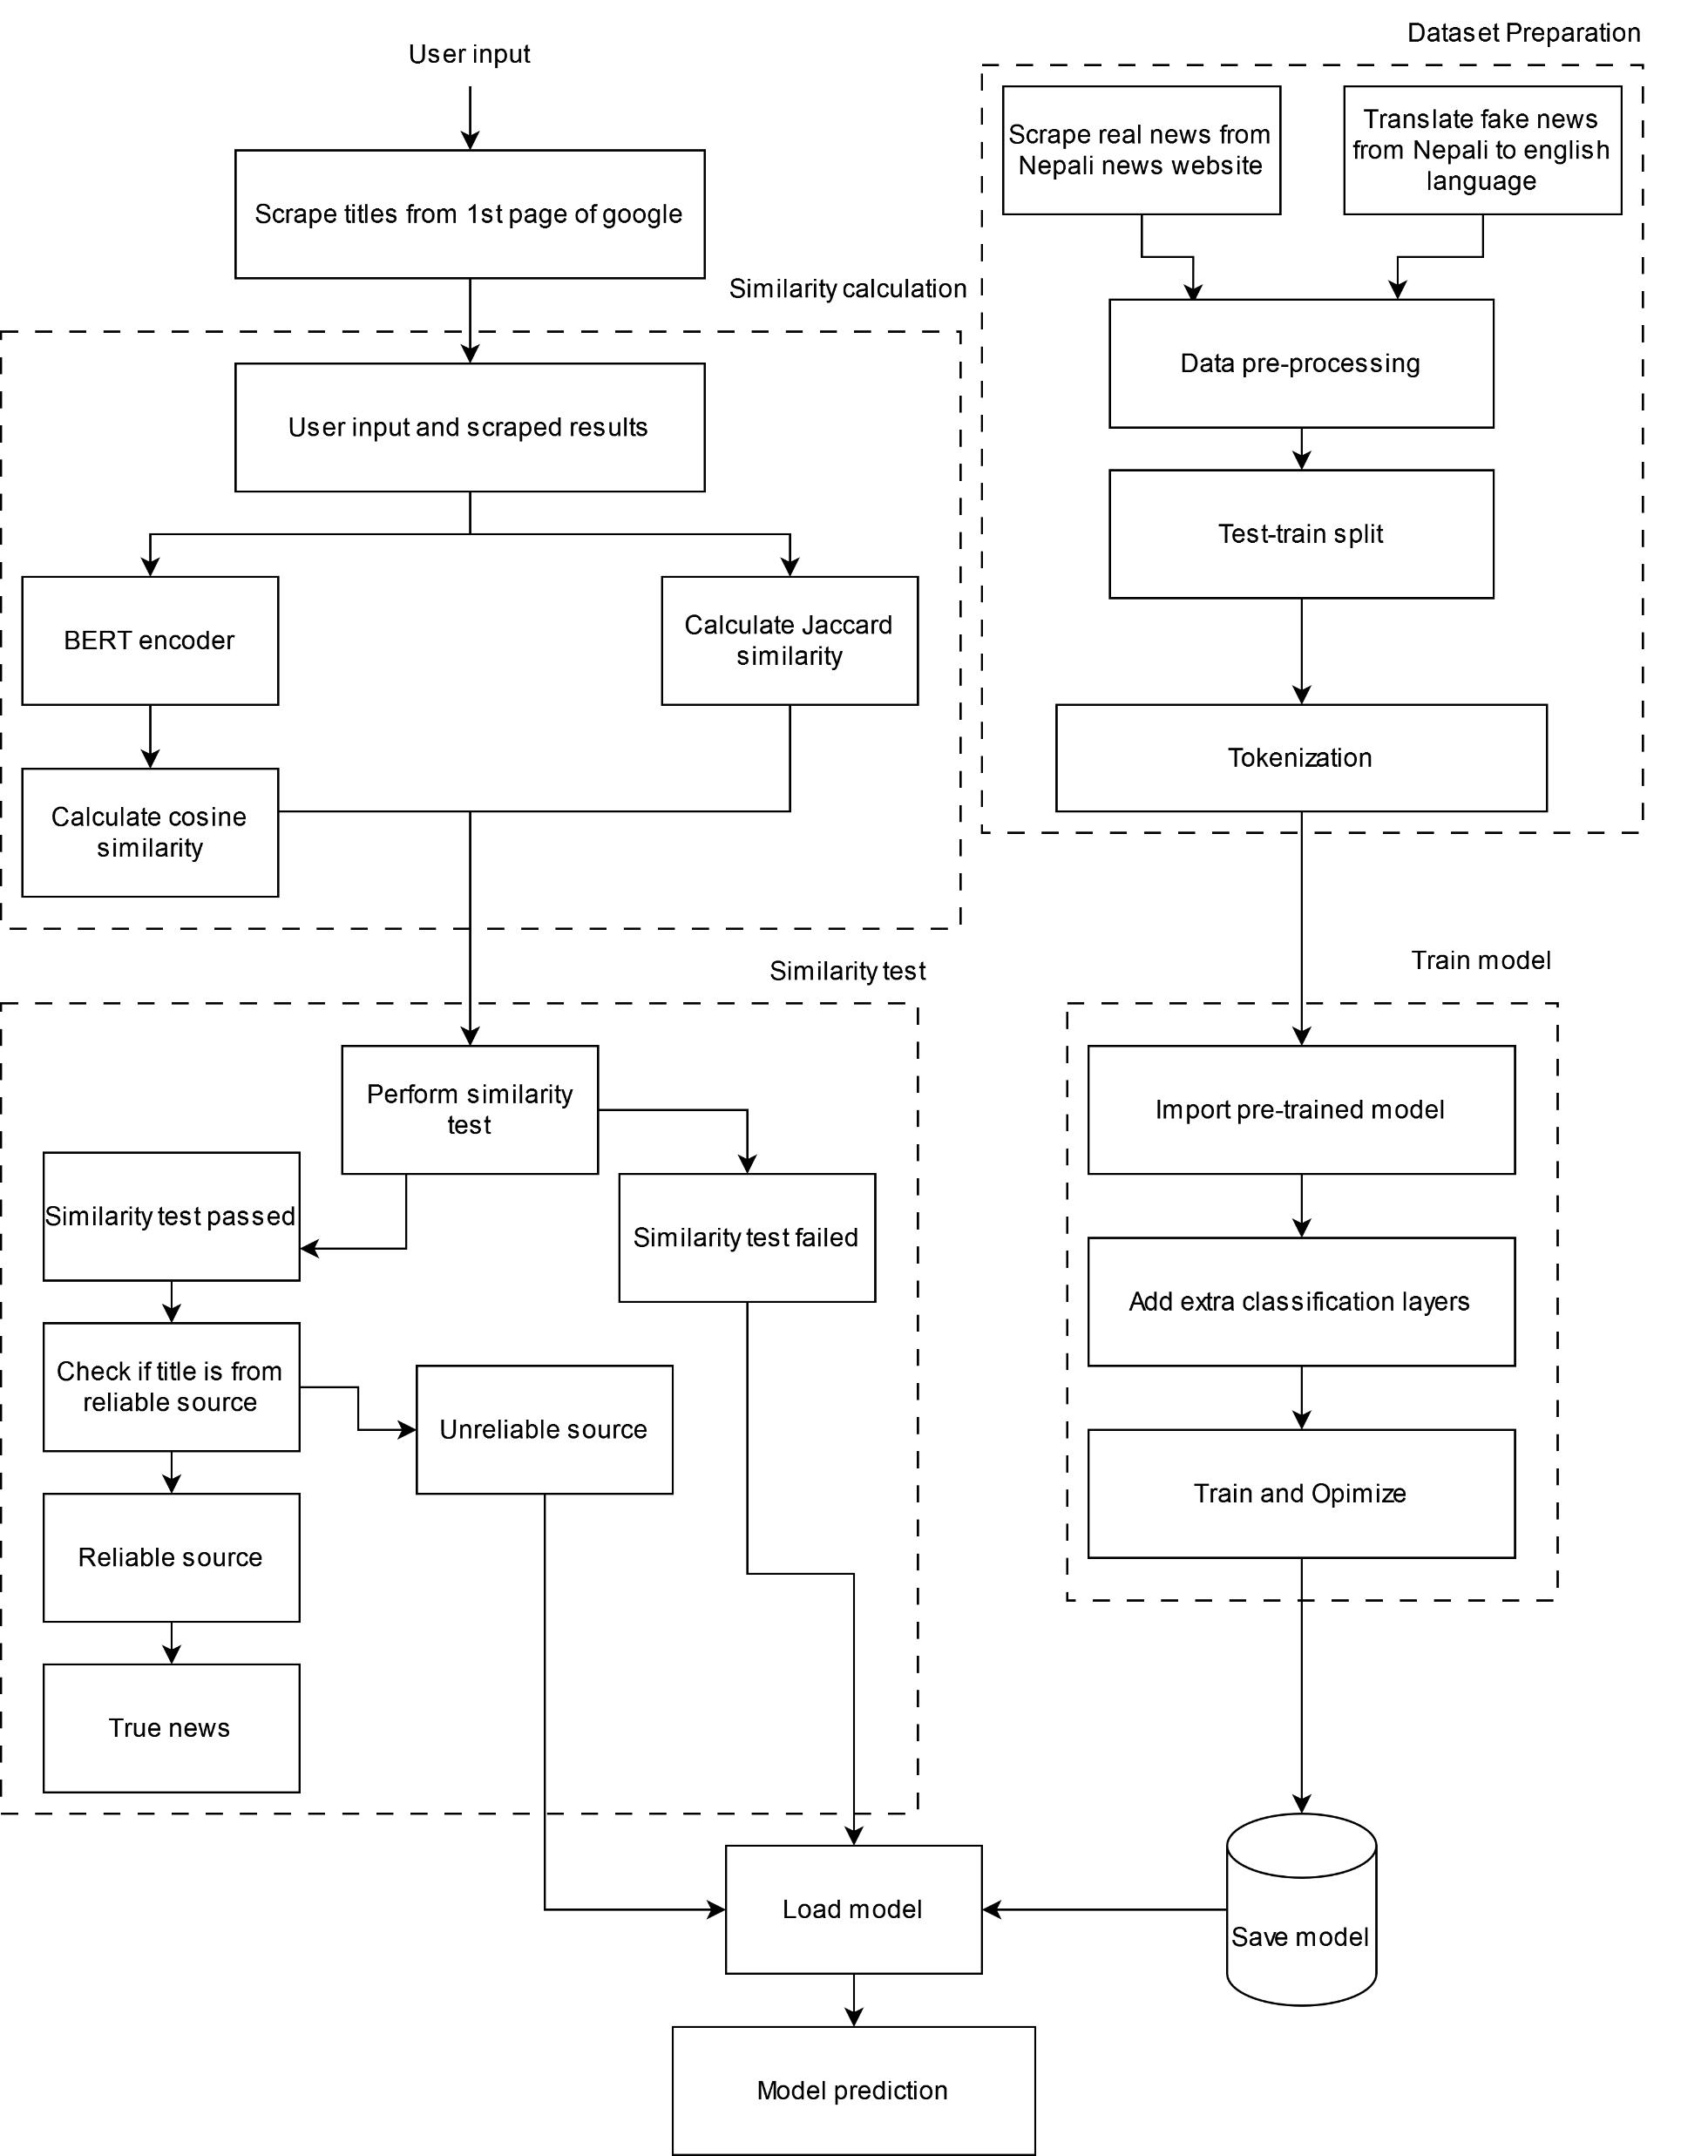 User input
Scrape titles from 1st page of google
Similarity calculation
User input and scraped results
BERT encoder
Calculate Jaccard
similarity
Calculate cosine
similarity
Similarity test
Perform similarity
test
Similarity test passed
Similarity test failed
Check if title is from
reliable source
Unreliable source
Reliable source
True news
Dataset Preparation
Scrape real news from
Nepali news website
Translate fake news
from Nepali to english
language
Data pre-processing
Test-train split
Tokenization
Train model
Import pre-trained model
Add extra classification layers
Train and Opimize
Save model
Load model
Model prediction